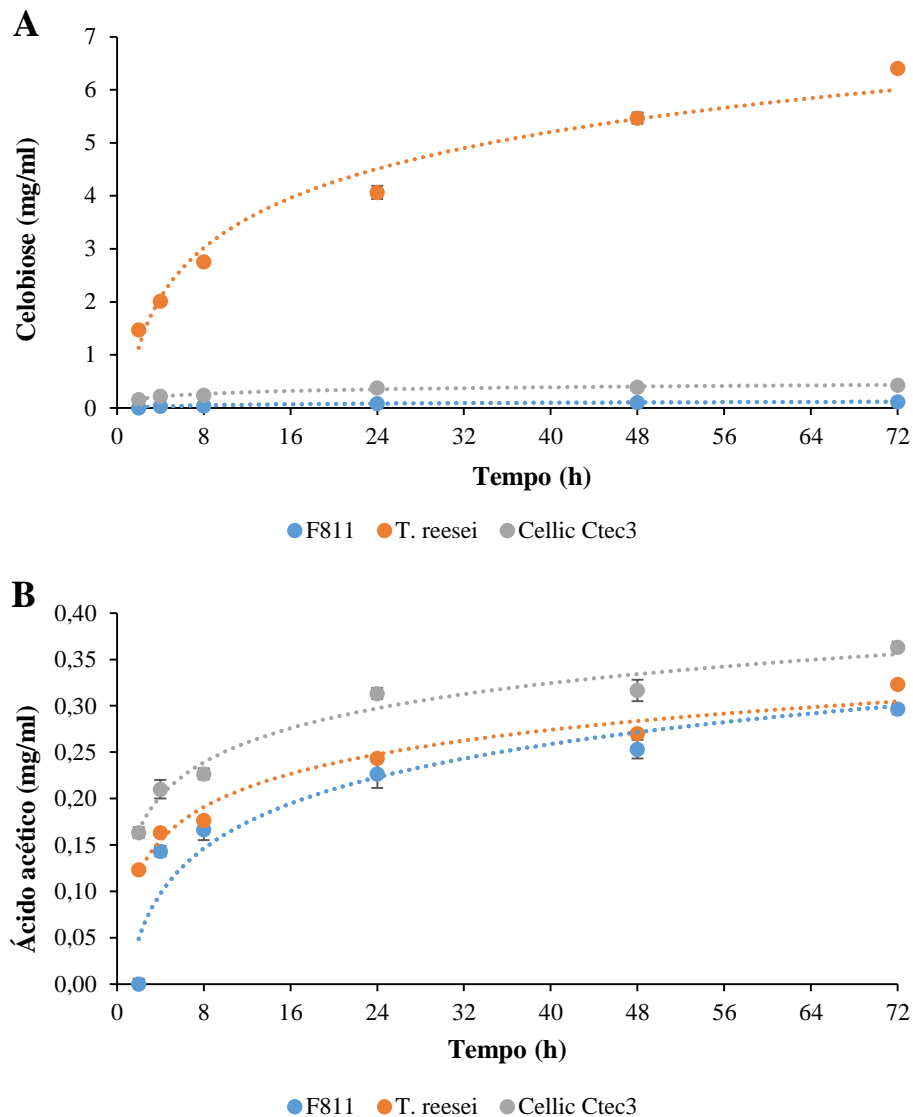 A
7
6
5
4
3
2
1
0
Celobiose (mg/ml)
0 8 16 24 32 40 48 56 64 72
Tempo (h)
F811 T. reesei Cellic Ctec3
B
0,40
0,35
0,30
0,25
0,20
0,15
0,10
0,05
0,00
Ácido acético (mg/ml)
0 8 16 24 32 40 48 56 64 72
Tempo (h)
F811 T. reesei Cellic Ctec3